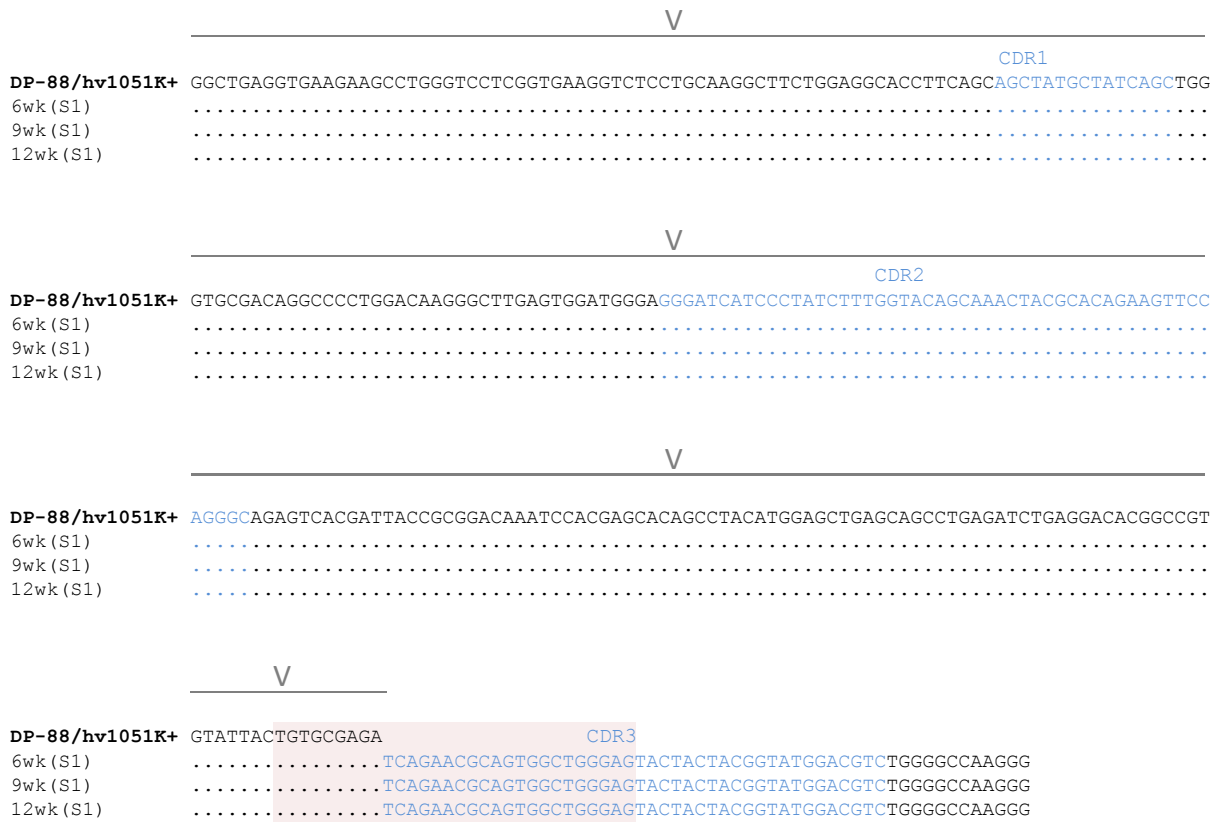 V
CDR1
DP-88/hv1051K+ GGCTGAGGTGAAGAAGCCTGGGTCCTCGGTGAAGGTCTCCTGCAAGGCTTCTGGAGGCACCTTCAGCAGCTATGCTATCAGCTGG
6wk(S1) .....................................................................................
9wk(S1) .....................................................................................
12wk(S1) .....................................................................................
V
CDR2
DP-88/hv1051K+ GTGCGACAGGCCCCTGGACAAGGGCTTGAGTGGATGGGAGGGATCATCCCTATCTTTGGTACAGCAAACTACGCACAGAAGTTCC
6wk(S1) .....................................................................................
9wk(S1) .....................................................................................
12wk(S1) .....................................................................................
V
DP-88/hv1051K+ AGGGCAGAGTCACGATTACCGCGGACAAATCCACGAGCACAGCCTACATGGAGCTGAGCAGCCTGAGATCTGAGGACACGGCCGT
6wk(S1) .....................................................................................
9wk(S1) .....................................................................................
12wk(S1) .....................................................................................
V
DP-88/hv1051K+ GTATTACTGTGCGAGA CDR3
6wk(S1) ................TCAGAACGCAGTGGCTGGGAGTACTACTACGGTATGGACGTCTGGGGCCAAGGG
9wk(S1) ................TCAGAACGCAGTGGCTGGGAGTACTACTACGGTATGGACGTCTGGGGCCAAGGG
12wk(S1) ................TCAGAACGCAGTGGCTGGGAGTACTACTACGGTATGGACGTCTGGGGCCAAGGG